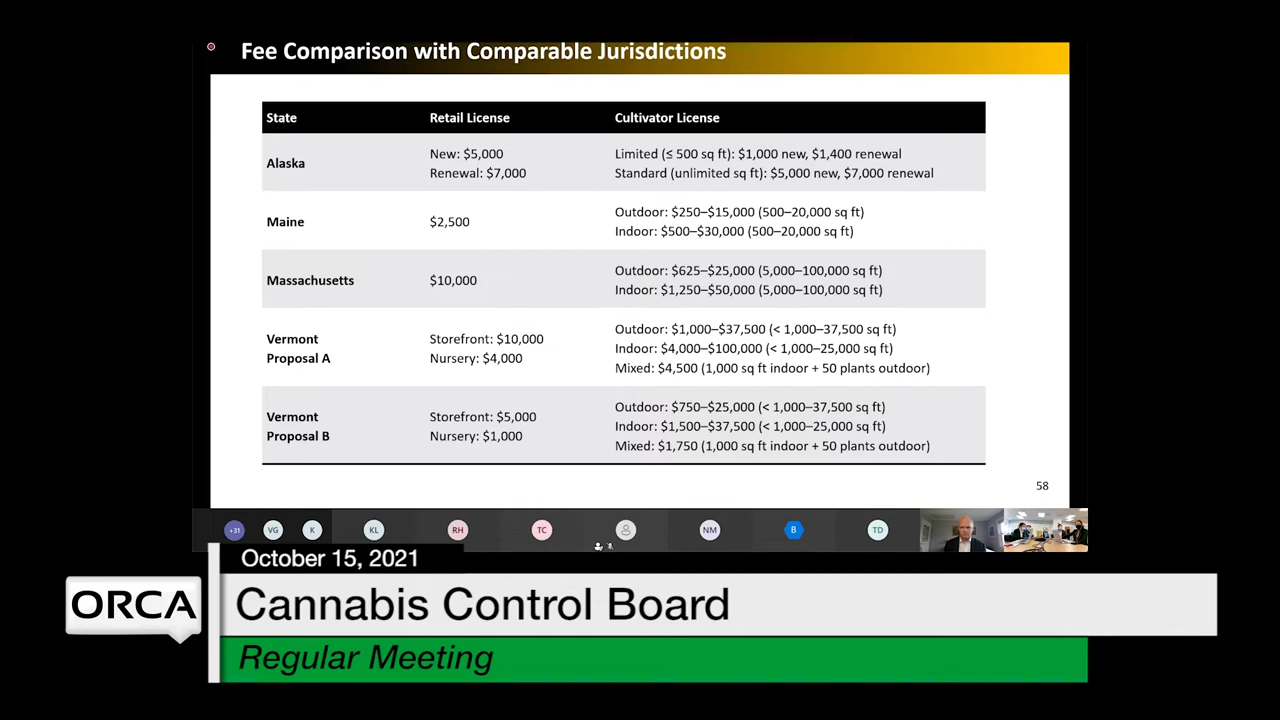 Fee Comparison with Comparable Jurisdictions
State Retail License Cultivator License
Alaska
New: $5,000
Renewal: $7,000
Limited (≤ 500 sq ft): $1,000 new, $1,400 renewal
Standard (unlimited sq ft): $5,000 new, $7,000 renewal
Maine
$2,500
Outdoor: $250–$15,000 (500–20,000 sq ft)
Indoor: $500–$30,000 (500–20,000 sq ft)
Massachusetts
$10,000
Outdoor: $625–$25,000 (5,000–100,000 sq ft)
Indoor: $1,250–$50,000 (5,000–100,000 sq ft)
Vermont
Proposal A
Storefront: $10,000
Nursery: $4,000
Outdoor: $1,000–$37,500 (< 1,000–37,500 sq ft)
Indoor: $4,000–$100,000 (< 1,000–25,000 sq ft)
Mixed: $4,500 (1,000 sq ft indoor + 50 plants outdoor)
Vermont
Proposal B
Storefront: $5,000
Nursery: $1,000
Outdoor: $750–$25,000 (< 1,000–37,500 sq ft)
Indoor: $1,500–$37,500 (< 1,000–25,000 sq ft)
Mixed: $1,750 (1,000 sq ft indoor + 50 plants outdoor)
58
+31 VG K KL RH TC NM B TD
October 15, 2021
ORCA
Cannabis Control Board
Regular Meeting